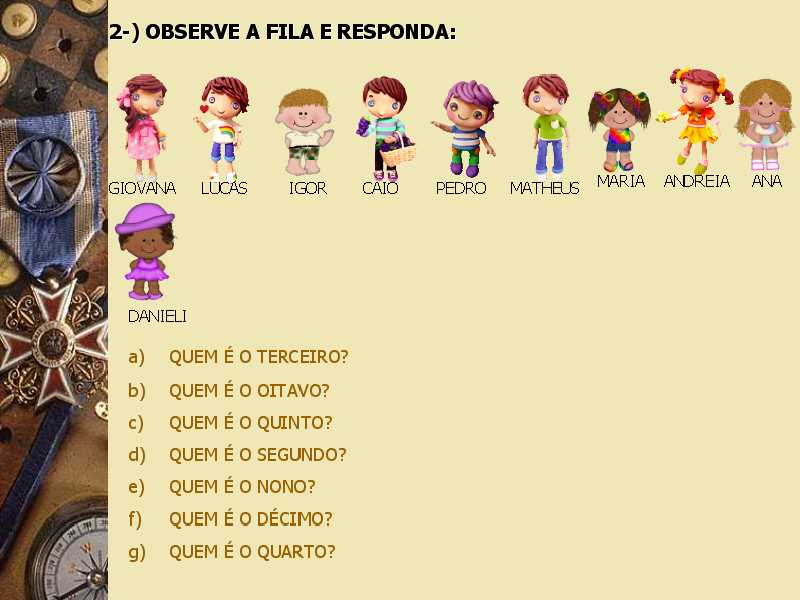 2-) OBSERVE A FILA E RESPONDA:
GIOVANA LUCAS IGOR CAIO PEDRO MATHEUS MARIA ANDREIA ANA
DANIELI
a) QUEM É O TERCEIRO?
b) QUEM É O OITAVO?
c) QUEM É O QUINTO?
d) QUEM É O SEGUNDO?
e) QUEM É O NONO?
f) QUEM É O DÉCIMO?
g) QUEM É O QUARTO?